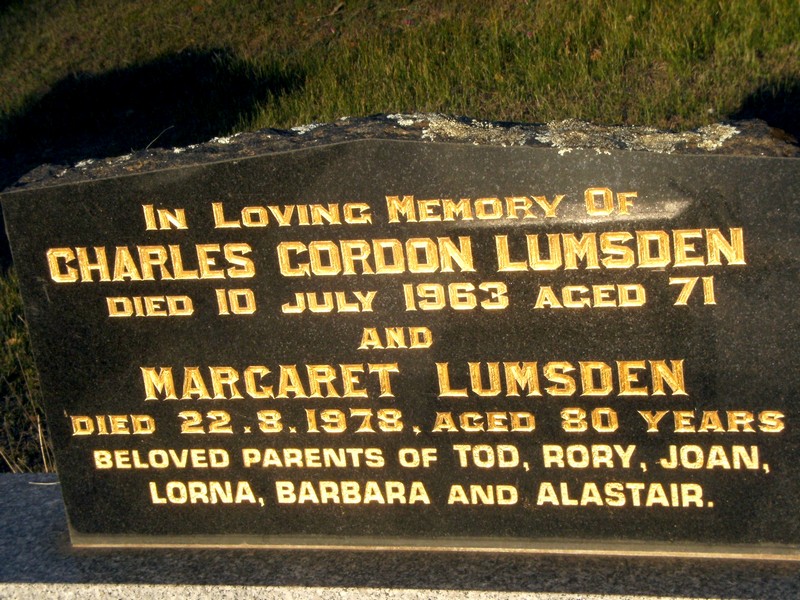 IN LOVING MEMORY OF
CHARLES GORDON LUMSDEN
DIED 10 JULY 1963 AGED 71
AND
MARGARET LUMSDEN
DIED 22.8.1978, AGED 80 YEARS
BELOVED PARENTS OF TOD, RORY, JOAN,
LORNA, BARBARA AND ALASTAIR.